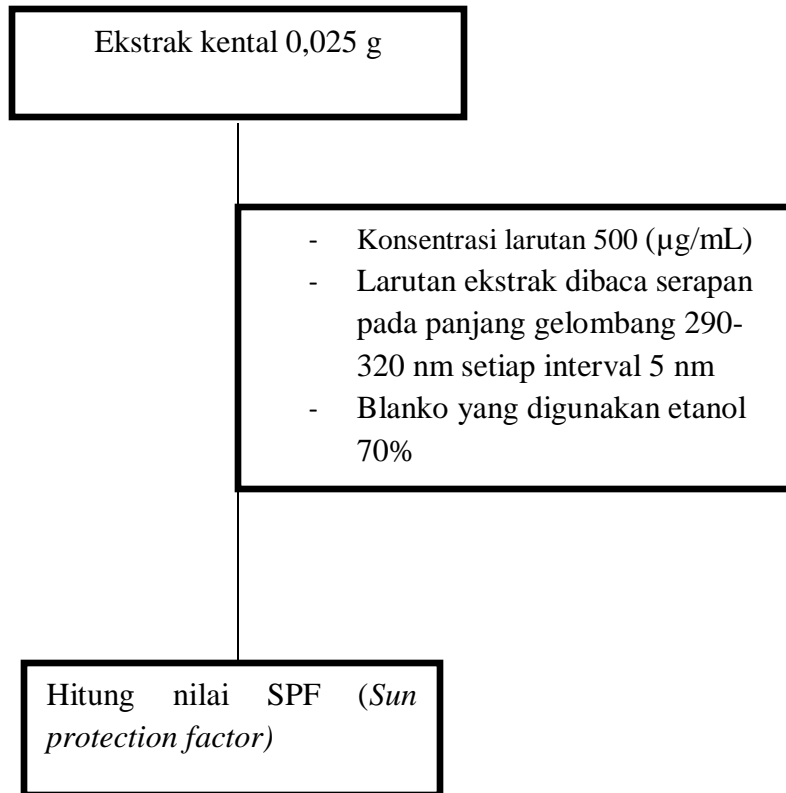 Ekstrak kental 0,025 g
- Konsentrasi larutan 500 (µg/mL)
- Larutan ekstrak dibaca serapan
pada panjang gelombang 290-
320 nm setiap interval 5 nm
- Blanko yang digunakan etanol
70%
Hitung nilai SPF (Sun
protection factor)